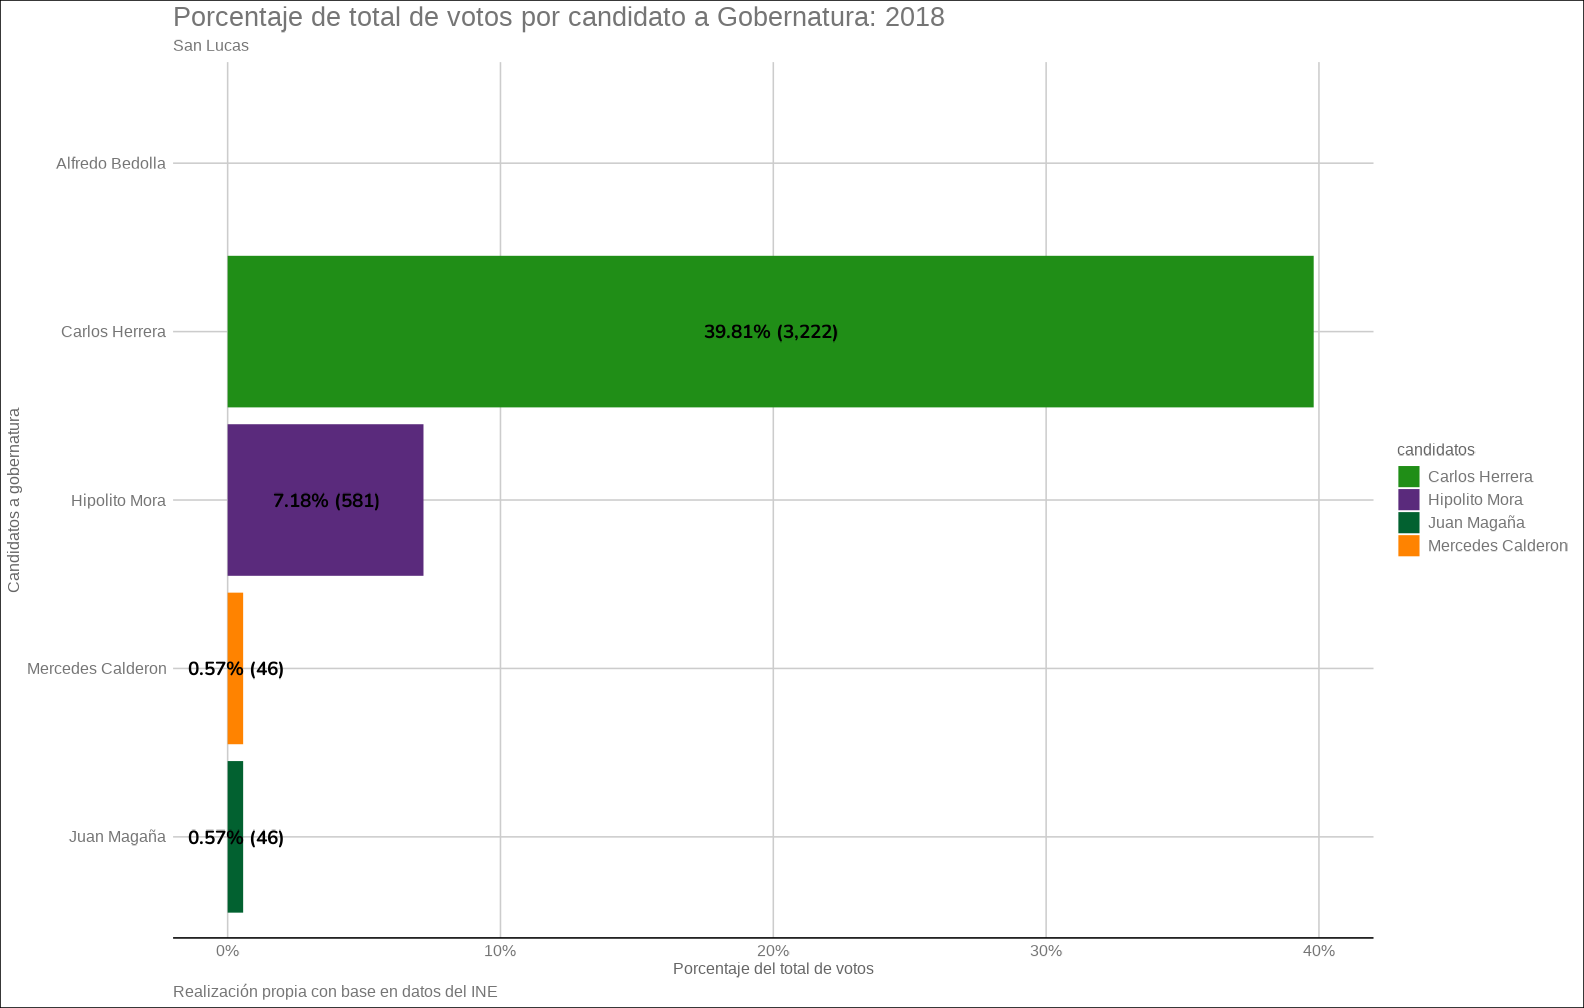 Porcentaje de total de votos por candidato a Gobernatura: 2018
San Lucas
Candidatos a gobernatura
Alfredo Bedolla
Carlos Herrera
39.81% (3,222)
Hipolito Mora
7.18% (581)
Mercedes Calderon
0.57% (46)
Juan Magaña
0.57% (46)
0% 10% 20% 30% 40%
Porcentaje del total de votos
candidatos
Carlos Herrera
Hipolito Mora
Juan Magaña
Mercedes Calderon
Realización propia con base en datos del INE